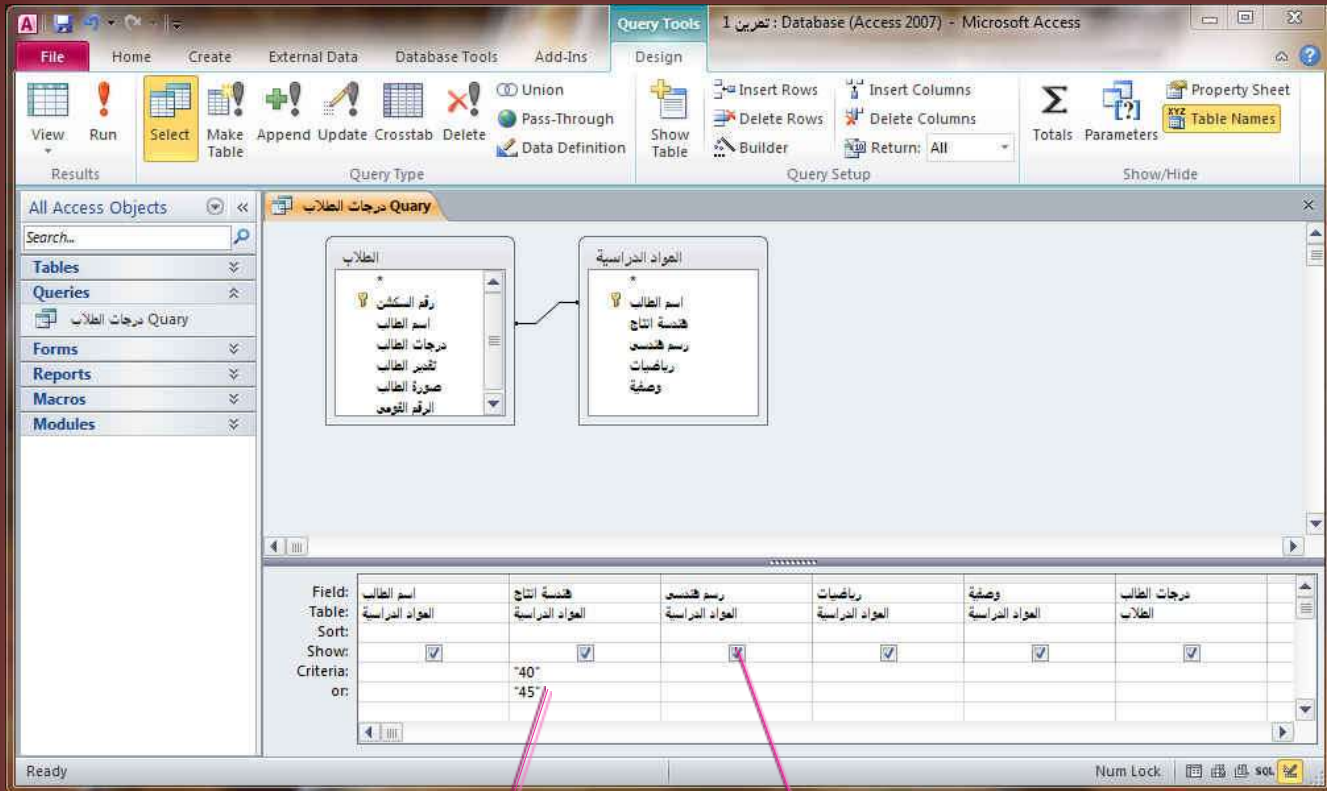 Query Tools
تمرين 1 : Database (Access 2007) - Microsoft Access
File Home Create External Data Database Tools Add-Ins Design
View
Run
Select
Make Table
Append
Update
Crosstab
Delete
Union
Pass-Through
Data Definition
Show Table
Insert Rows
Delete Rows
Builder
Insert Columns
Delete Columns
Return: All
Totals
Parameters
Property Sheet
Table Names
Results
Query Type
Query Setup
Show/Hide
All Access Objects
Search...
Tables
Queries
درجات الطلاب Quary
Forms
Reports
Macros
Modules
درجات الطلاب Quary
الطلاب
*
رقم السكشن
اسم الطالب
درجات الطالب
تقدير الطالب
صورة الطالب
الرقم القومى
المواد الدراسية
*
اسم الطالب
هندسة انتاج
رسم هندسى
رياضيات
وصفية
Field: اسم الطالب هندسة انتاج رسم هندسى رياضيات وصفية درجات الطالب
Table: المواد الدراسية المواد الدراسية المواد الدراسية المواد الدراسية المواد الدراسية الطلاب
Sort:
Show:
Criteria: "40"
or: "45"
Ready
Num Lock
SQL